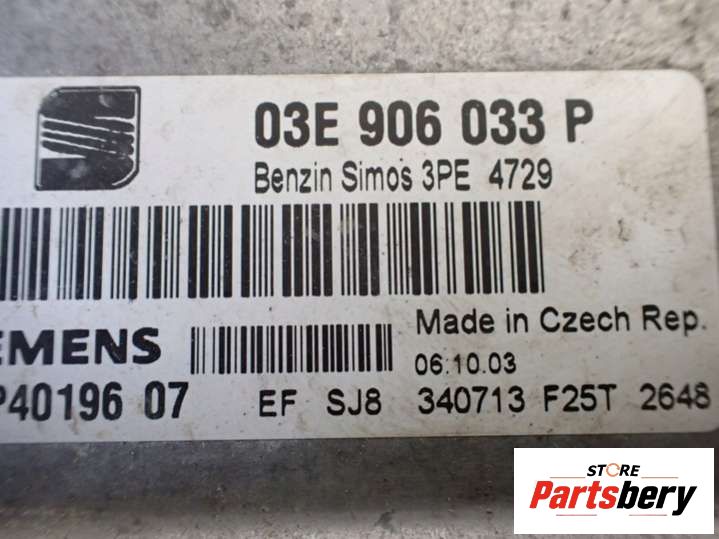 03E 906 033 P
Benzin Simos 3PE 4729
EMENS
Made in Czech Rep.
06.10.03
P40196 07
EF SJ8 340713 F25T 2648
STORE
Partsbery